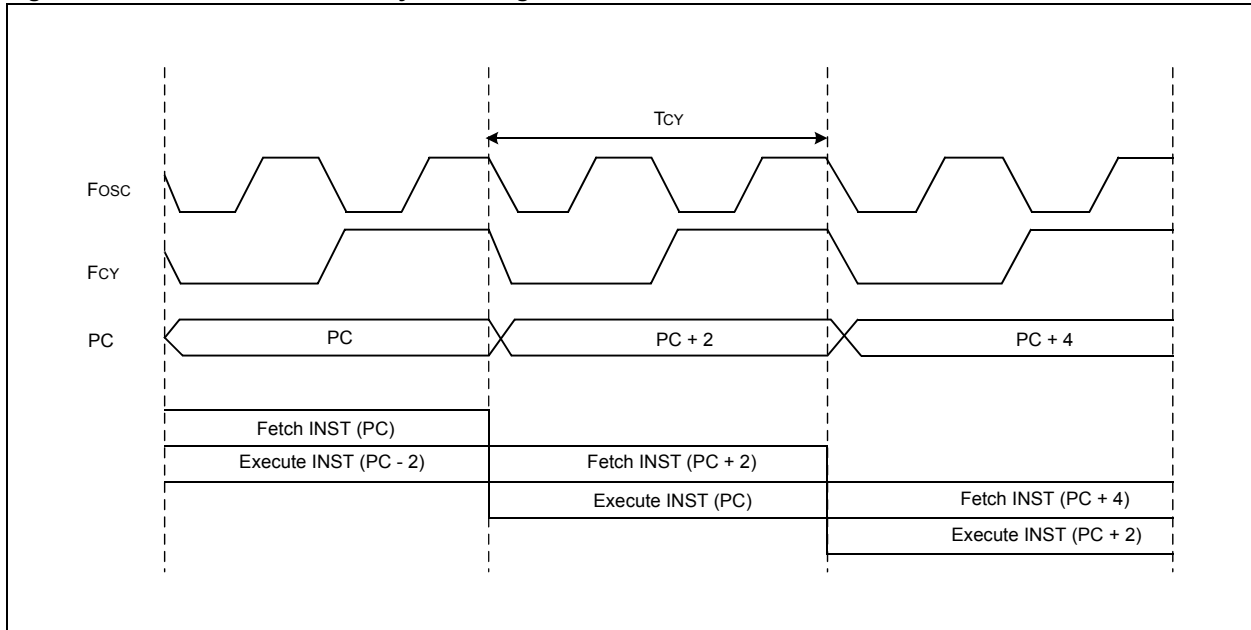 TCY
FOSC
FCY
PC
PC
PC + 2
PC + 4
Fetch INST (PC)
Execute INST (PC - 2)
Fetch INST (PC + 2)
Execute INST (PC)
Fetch INST (PC + 4)
Execute INST (PC + 2)